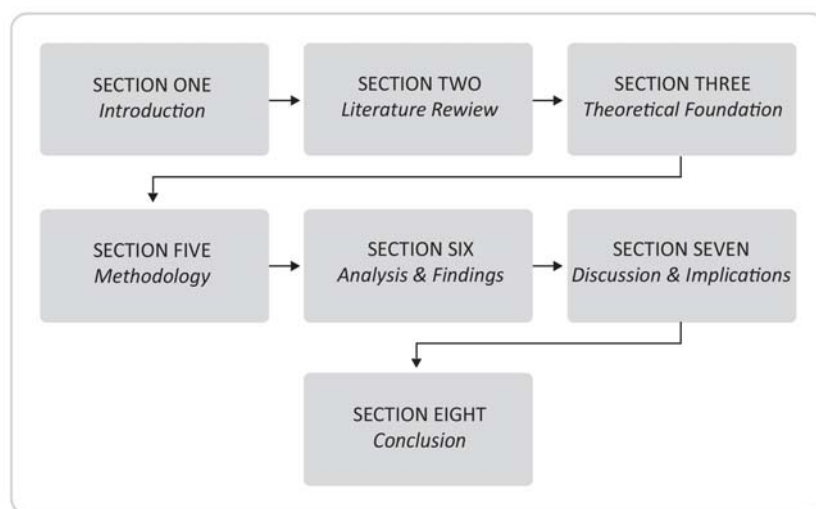 SECTION ONE
Introduction
SECTION TWO
Literature Rewiew
SECTION THREE
Theoretical Foundation
SECTION FIVE
Methodology
SECTION SIX
Analysis & Findings
SECTION SEVEN
Discussion & Implications
SECTION EIGHT
Conclusion